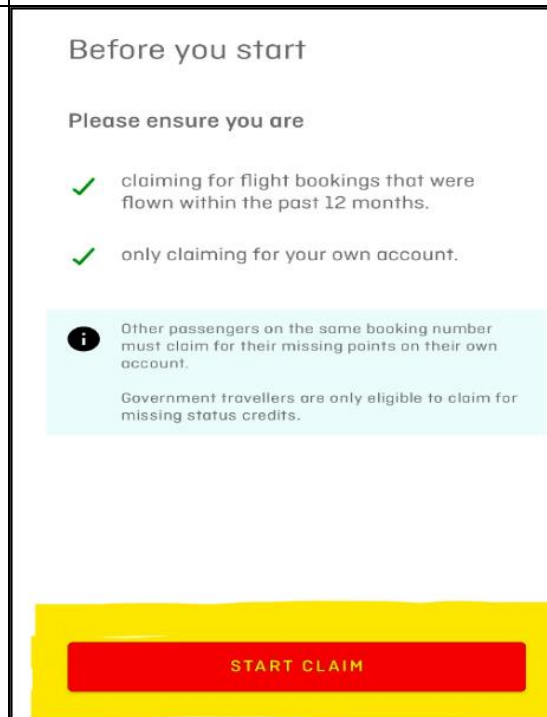 Before you start
Please ensure you are
claiming for flight bookings that were
flown within the past 12 months.
only claiming for your own account.
Other passengers on the same booking number
must claim for their missing points on their own
account.
Government travellers are only eligible to claim for
missing status credits.
START CLAIM